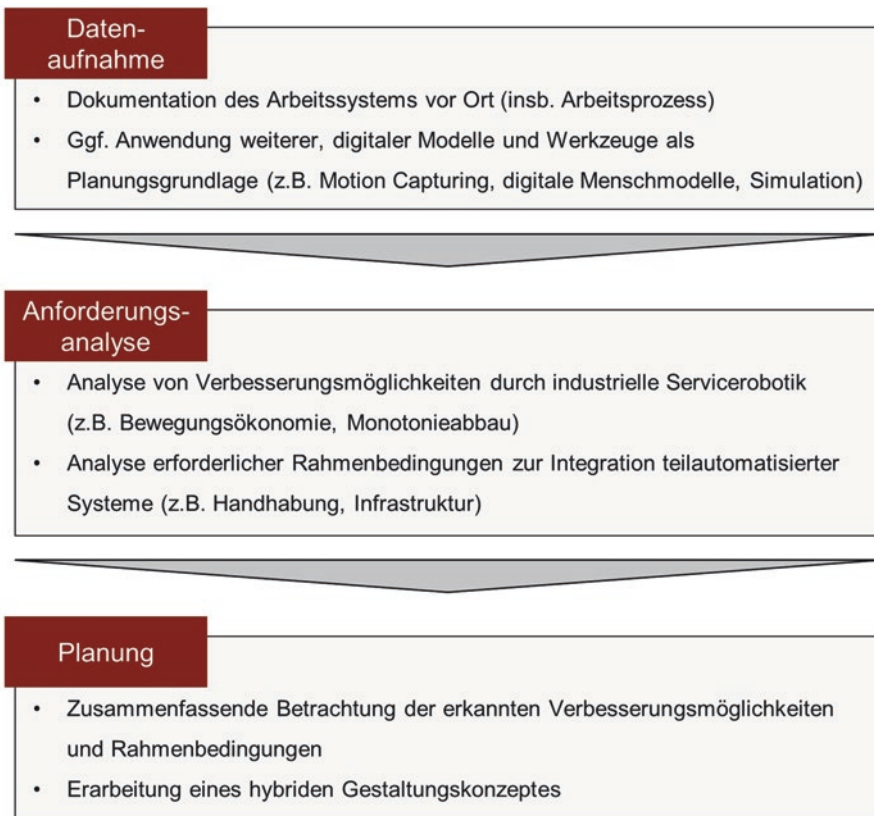 Daten-
aufnahme
• Dokumentation des Arbeitssystems vor Ort (insb. Arbeitsprozess)
• Ggf. Anwendung weiterer, digitaler Modelle und Werkzeuge als
Planungsgrundlage (z.B. Motion Capturing, digitale Menschmodelle, Simulation)
Anforderungs-
analyse
• Analyse von Verbesserungsmöglichkeiten durch industrielle Servicerobotik
(z.B. Bewegungsökonomie, Monotonieabbau)
• Analyse erforderlicher Rahmenbedingungen zur Integration teilautomatisierter
Systeme (z.B. Handhabung, Infrastruktur)
Planung
• Zusammenfassende Betrachtung der erkannten Verbesserungsmöglichkeiten
und Rahmenbedingungen
• Erarbeitung eines hybriden Gestaltungskonzeptes